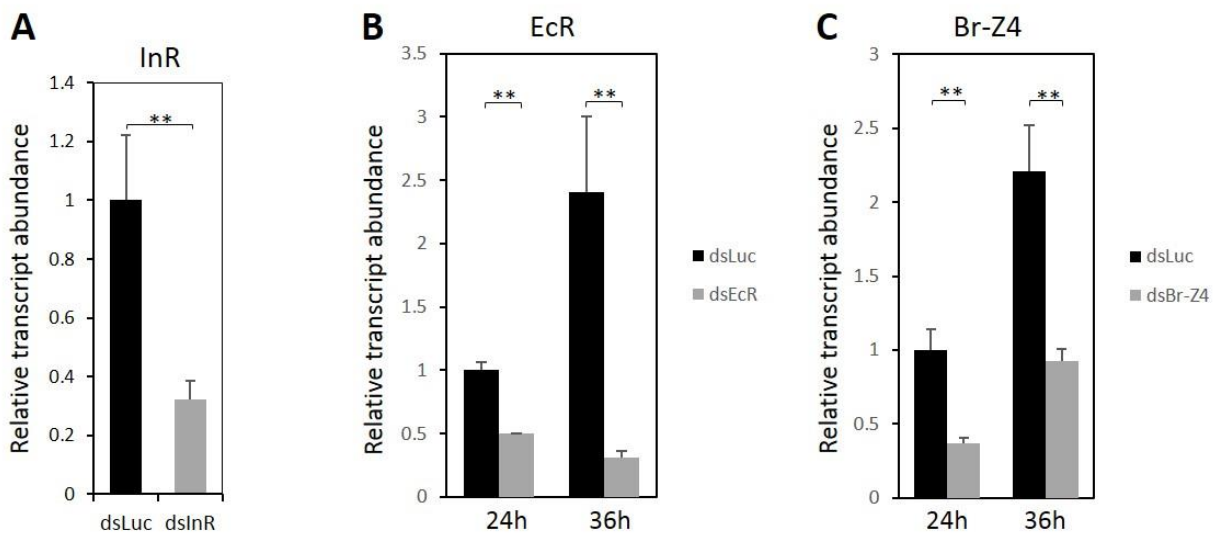 A
InR
Relative transcript abundance
1.4
1.2
1
0.8
0.6
0.4
0.2
0
**
dsLuc dsInR
B
EcR
Relative transcript abundance
3.5
3
2.5
2
1.5
1
0.5
0
** **
24h 36h
dsLuc
dsEcR
C
Br-Z4
Relative transcript abundance
3
2.5
2
1.5
1
0.5
0
** **
24h 36h
dsLuc
dsBr-Z4